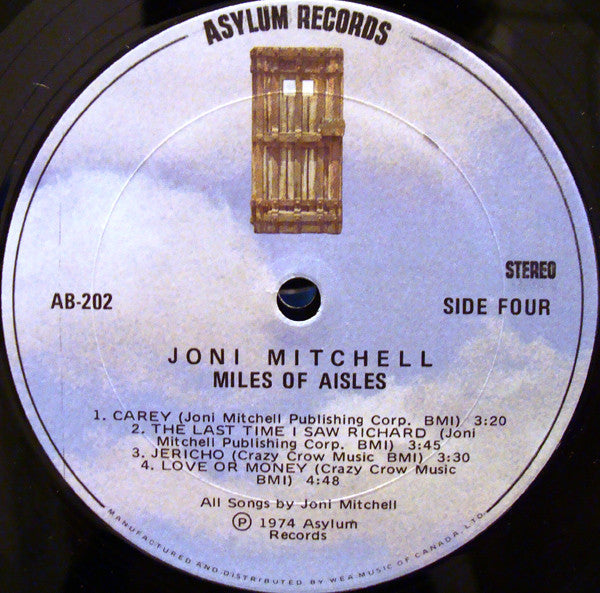 ASYLUM RECORDS
STEREO
AB-202
SIDE FOUR
JONI MITCHELL
MILES OF AISLES
1. CAREY (Joni Mitchell Publishing Corp. BMI) 3:20
2. THE LAST TIME I SAW RICHARD (Joni
Mitchell Publishing Corp. BMI) 3:45
3. JERICHO (Crazy Crow Music BMI) 3:30
4. LOVE OR MONEY (Crazy Crow Music
BMI) 4:48
All Songs by Joni Mitchell
Ⓟ 1974 Asylum
Records
MANUFACTURED AND DISTRIBUTED BY WEA MUSIC OF CANADA, LTD.